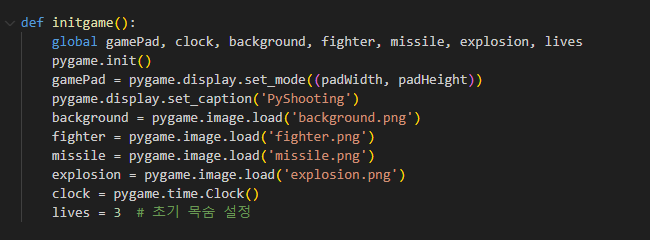 def initgame():
    global gamePad, clock, background, fighter, missile, explosion, lives
    pygame.init()
    gamePad = pygame.display.set_mode((padWidth, padHeight))
    pygame.display.set_caption('PyShooting')
    background = pygame.image.load('background.png')
    fighter = pygame.image.load('fighter.png')
    missile = pygame.image.load('missile.png')
    explosion = pygame.image.load('explosion.png')
    clock = pygame.time.Clock()
    lives = 3  # 초기 목숨 설정